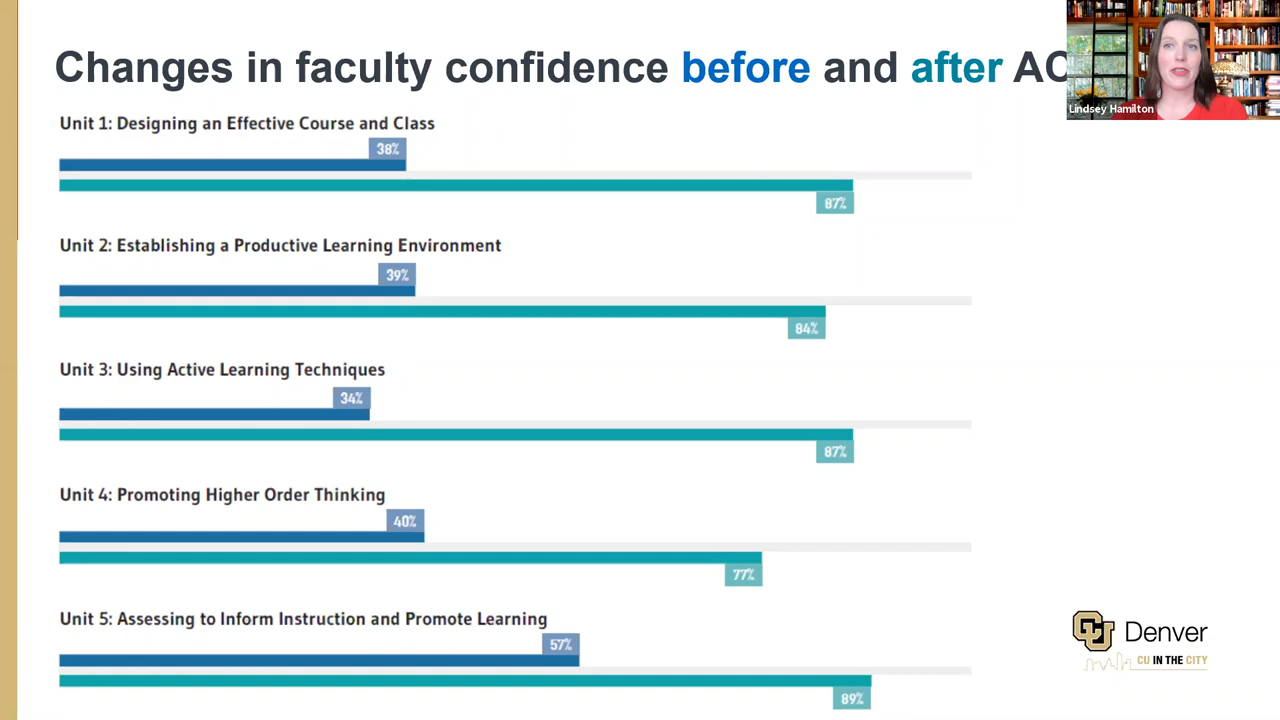 Changes in faculty confidence before and after AC
Lindsey Hamilton
Unit 1: Designing an Effective Course and Class
38%
87%
Unit 2: Establishing a Productive Learning Environment
39%
84%
Unit 3: Using Active Learning Techniques
34%
87%
Unit 4: Promoting Higher Order Thinking
40%
77%
Unit 5: Assessing to Inform Instruction and Promote Learning
57%
89%
CU Denver
CU IN THE CITY